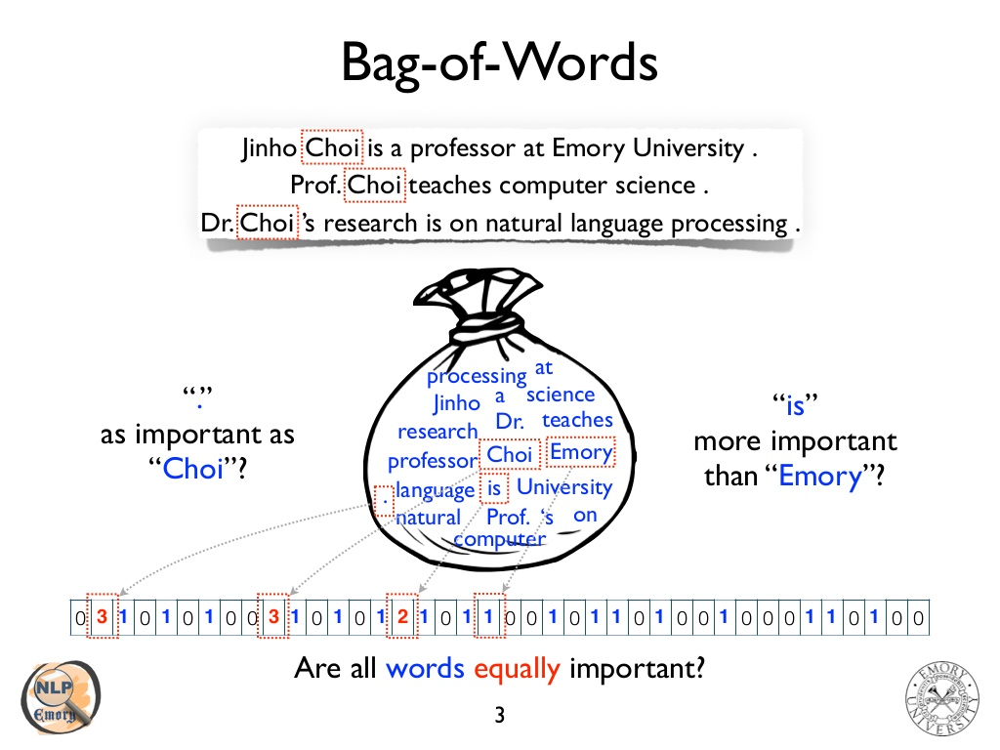 Bag-of-Words
Jinho Choi is a professor at Emory University .
Prof. Choi teaches computer science .
Dr. Choi ’s research is on natural language processing .
“.”
as important as
“Choi”?
processing at
Jinho a science
research Dr. teaches
professor Choi Emory
. language is University
natural Prof. ‘s on
computer
“is”
more important
than “Emory”?
0 3 1 0 1 0 1 0 0 3 1 0 1 0 1 2 1 0 1 1 0 0 1 0 1 1 0 1 0 0 1 0 0 0 1 1 0 1 0 0
Are all words equally important?
NLP
Emory
3
EMORY
UNIVERSITY